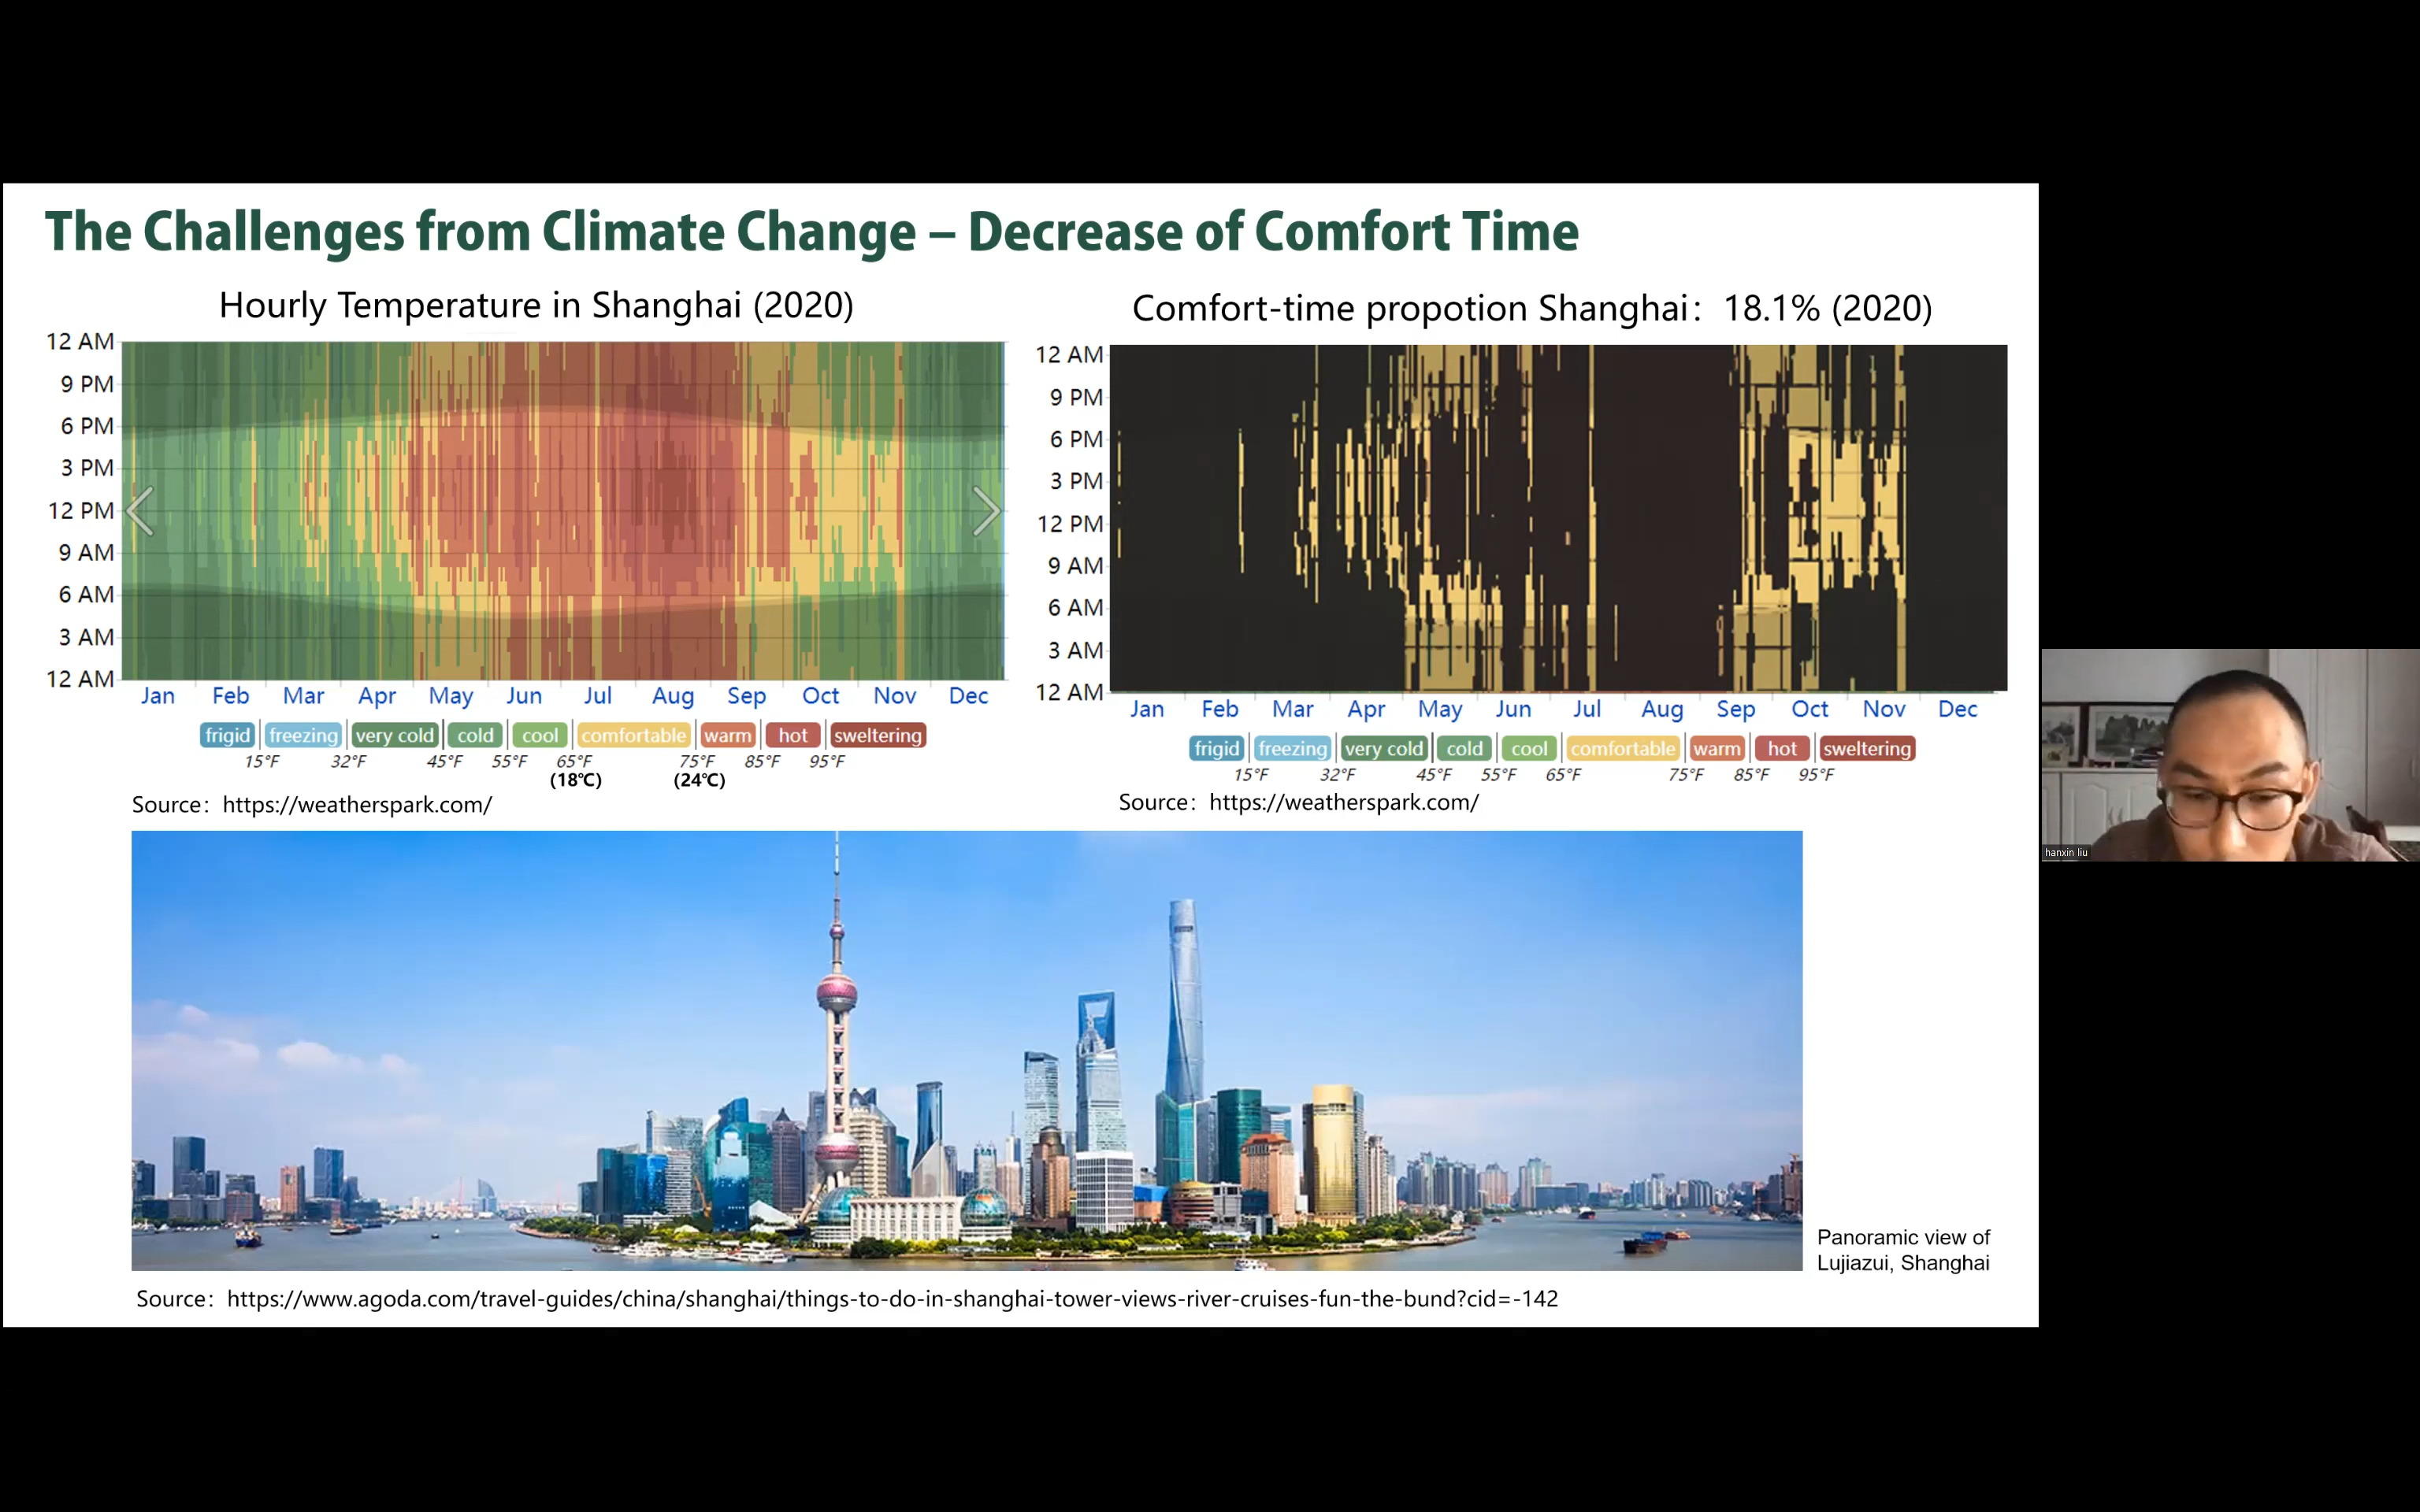 The Challenges from Climate Change – Decrease of Comfort Time
Hourly Temperature in Shanghai (2020)
12 AM
9 PM
6 PM
3 PM
12 PM
9 AM
6 AM
3 AM
12 AM
Jan Feb Mar Apr May Jun Jul Aug Sep Oct Nov Dec
frigid freezing very cold cold cool comfortable warm hot sweltering
15°F 32°F 45°F 55°F 65°F 75°F 85°F 95°F
(18℃) (24℃)
Source：https://weatherspark.com/
Comfort-time propotion Shanghai：18.1% (2020)
12 AM
9 PM
6 PM
3 PM
12 PM
9 AM
6 AM
3 AM
12 AM
Jan Feb Mar Apr May Jun Jul Aug Sep Oct Nov Dec
frigid freezing very cold cold cool comfortable warm hot sweltering
15°F 32°F 45°F 55°F 65°F 75°F 85°F 95°F
Source：https://weatherspark.com/
Panoramic view of
Lujiazui, Shanghai
Source：https://www.agoda.com/travel-guides/china/shanghai/things-to-do-in-shanghai-tower-views-river-cruises-fun-the-bund?cid=-142
hanxin liu